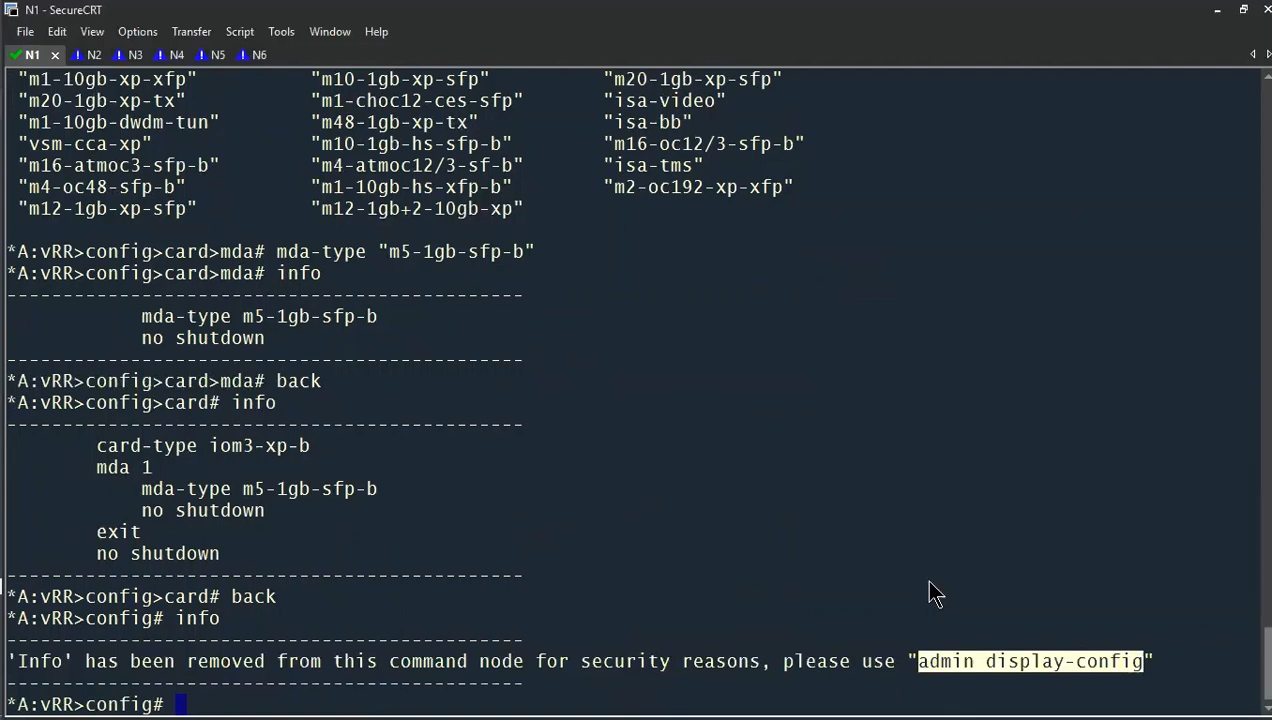 N1 - SecureCRT
File Edit View Options Transfer Script Tools Window Help
N1 × N2 N3 N4 N5 N6
"m1-10gb-xp-xfp" "m10-1gb-xp-sfp" "m20-1gb-xp-sfp"
"m20-1gb-xp-tx" "m1-choc12-ces-sfp" "isa-video"
"m1-10gb-dwdm-tun" "m48-1gb-xp-tx" "isa-bb"
"vsm-cca-xp" "m10-1gb-hs-sfp-b" "m16-oc12/3-sfp-b"
"m16-atmoc3-sfp-b" "m4-atmoc12/3-sf-b" "isa-tms"
"m4-oc48-sfp-b" "m1-10gb-hs-xfp-b" "m2-oc192-xp-xfp"
"m12-1gb-xp-sfp" "m12-1gb+2-10gb-xp"
*A:vRR>config>card>mda# mda-type "m5-1gb-sfp-b"
*A:vRR>config>card>mda# info
----------------------------------------------
mda-type m5-1gb-sfp-b
no shutdown
----------------------------------------------
*A:vRR>config>card>mda# back
*A:vRR>config>card# info
----------------------------------------------
card-type iom3-xp-b
mda 1
mda-type m5-1gb-sfp-b
no shutdown
exit
no shutdown
----------------------------------------------
*A:vRR>config>card# back
*A:vRR>config# info
----------------------------------------------
'Info' has been removed from this command node for security reasons, please use "admin display-config"
----------------------------------------------
*A:vRR>config#